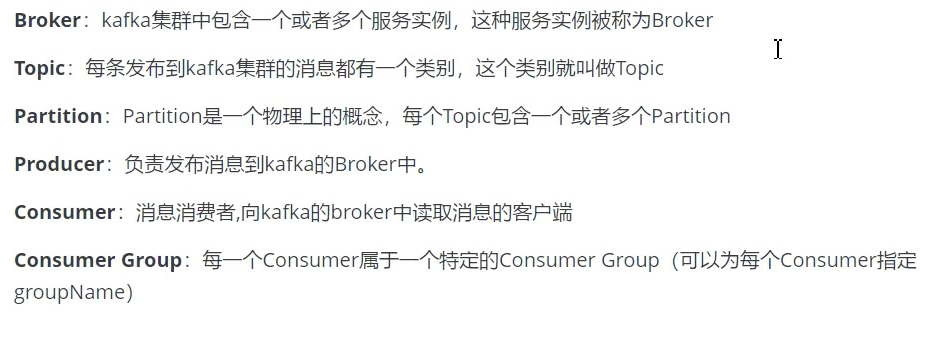 Broker：kafka集群中包含一个或者多个服务实例，这种服务实例被称为Broker
Topic：每条发布到kafka集群的消息都有一个类别，这个类别就叫做Topic
Partition：Partition是一个物理上的概念，每个Topic包含一个或者多个Partition
Producer：负责发布消息到kafka的Broker中。
Consumer：消息消费者,向kafka的broker中读取消息的客户端
Consumer Group：每一个Consumer属于一个特定的Consumer Group（可以为每个Consumer指定
groupName）